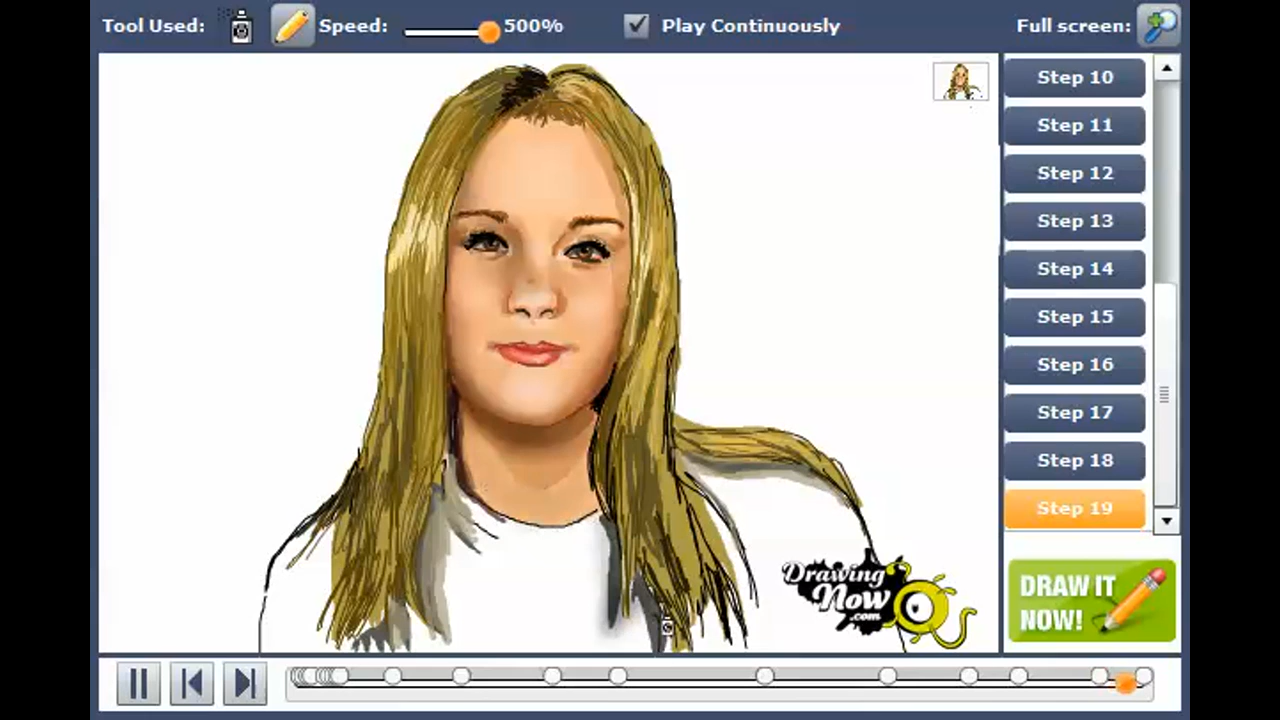 Tool Used:
Speed:
500%
Play Continuously
Full screen:
Step 10
Step 11
Step 12
Step 13
Step 14
Step 15
Step 16
Step 17
Step 18
Step 19
Drawing
Now
.com
DRAW IT
NOW!